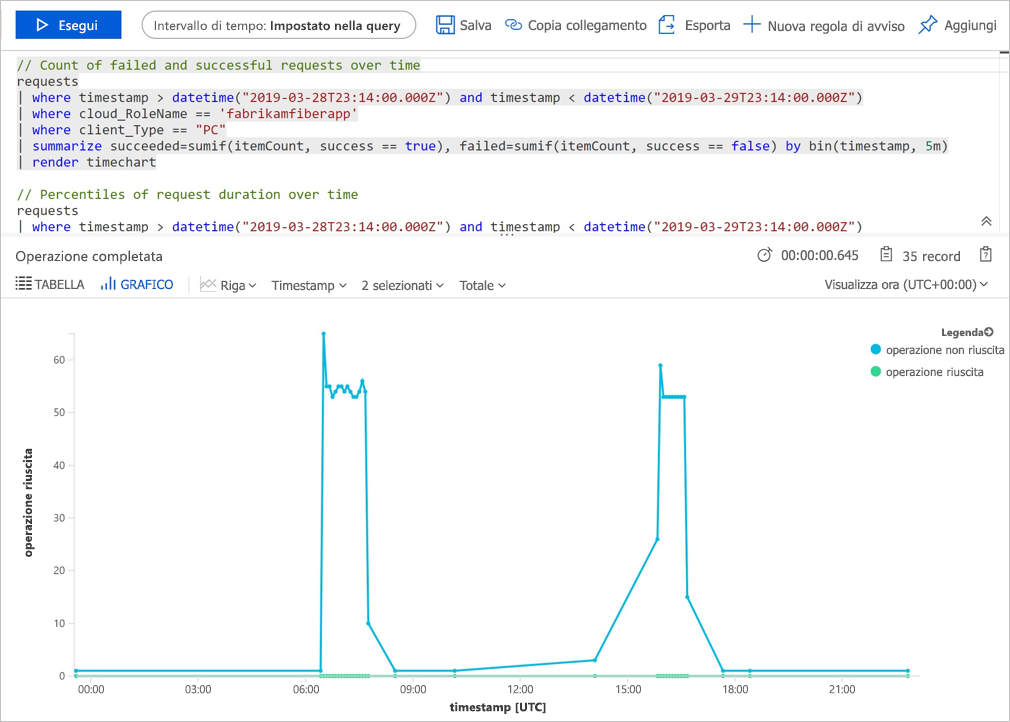 Esegui
Intervallo di tempo: Impostato nella query
Salva
Copia collegamento
Esporta
Nuova regola di avviso
Aggiungi
// Count of failed and successful requests over time
requests
| where timestamp > datetime("2019-03-28T23:14:00.000Z") and timestamp < datetime("2019-03-29T23:14:00.000Z")
| where cloud_RoleName == 'fabrikamfiberapp'
| where client_Type == "PC"
| summarize succeeded=sumif(itemCount, success == true), failed=sumif(itemCount, success == false) by bin(timestamp, 5m)
| render timechart
// Percentiles of request duration over time
requests
| where timestamp > datetime("2019-03-28T23:14:00.000Z") and timestamp < datetime("2019-03-29T23:14:00.000Z")
Operazione completata
00:00:00.645
35 record
TABELLA
GRAFICO
Riga
Timestamp
2 selezionati
Totale
Visualizza ora (UTC+00:00)
Legenda
operazione non riuscita
operazione riuscita
operazione riuscita
60
50
40
30
20
10
0
00:00
03:00
06:00
09:00
12:00
15:00
18:00
21:00
timestamp [UTC]